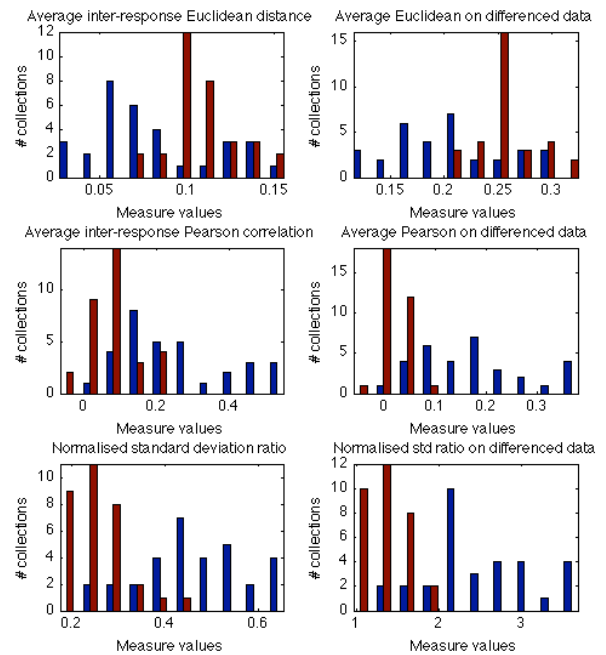 Average inter-response Euclidean distance
12
10
8
6
4
2
0
# collections
0.05 0.1 0.15
Measure values
Average Euclidean on differenced data
15
10
5
0
# collections
0.15 0.2 0.25 0.3
Measure values
Average inter-response Pearson correlation
10
5
0
# collections
0 0.2 0.4
Measure values
Average Pearson on differenced data
15
10
5
0
# collections
0 0.1 0.2 0.3
Measure values
Normalised standard deviation ratio
10
8
6
4
2
0
# collections
0.2 0.4 0.6
Measure values
Normalised std ratio on differenced data
12
10
8
6
4
2
0
# collections
1 2 3
Measure values